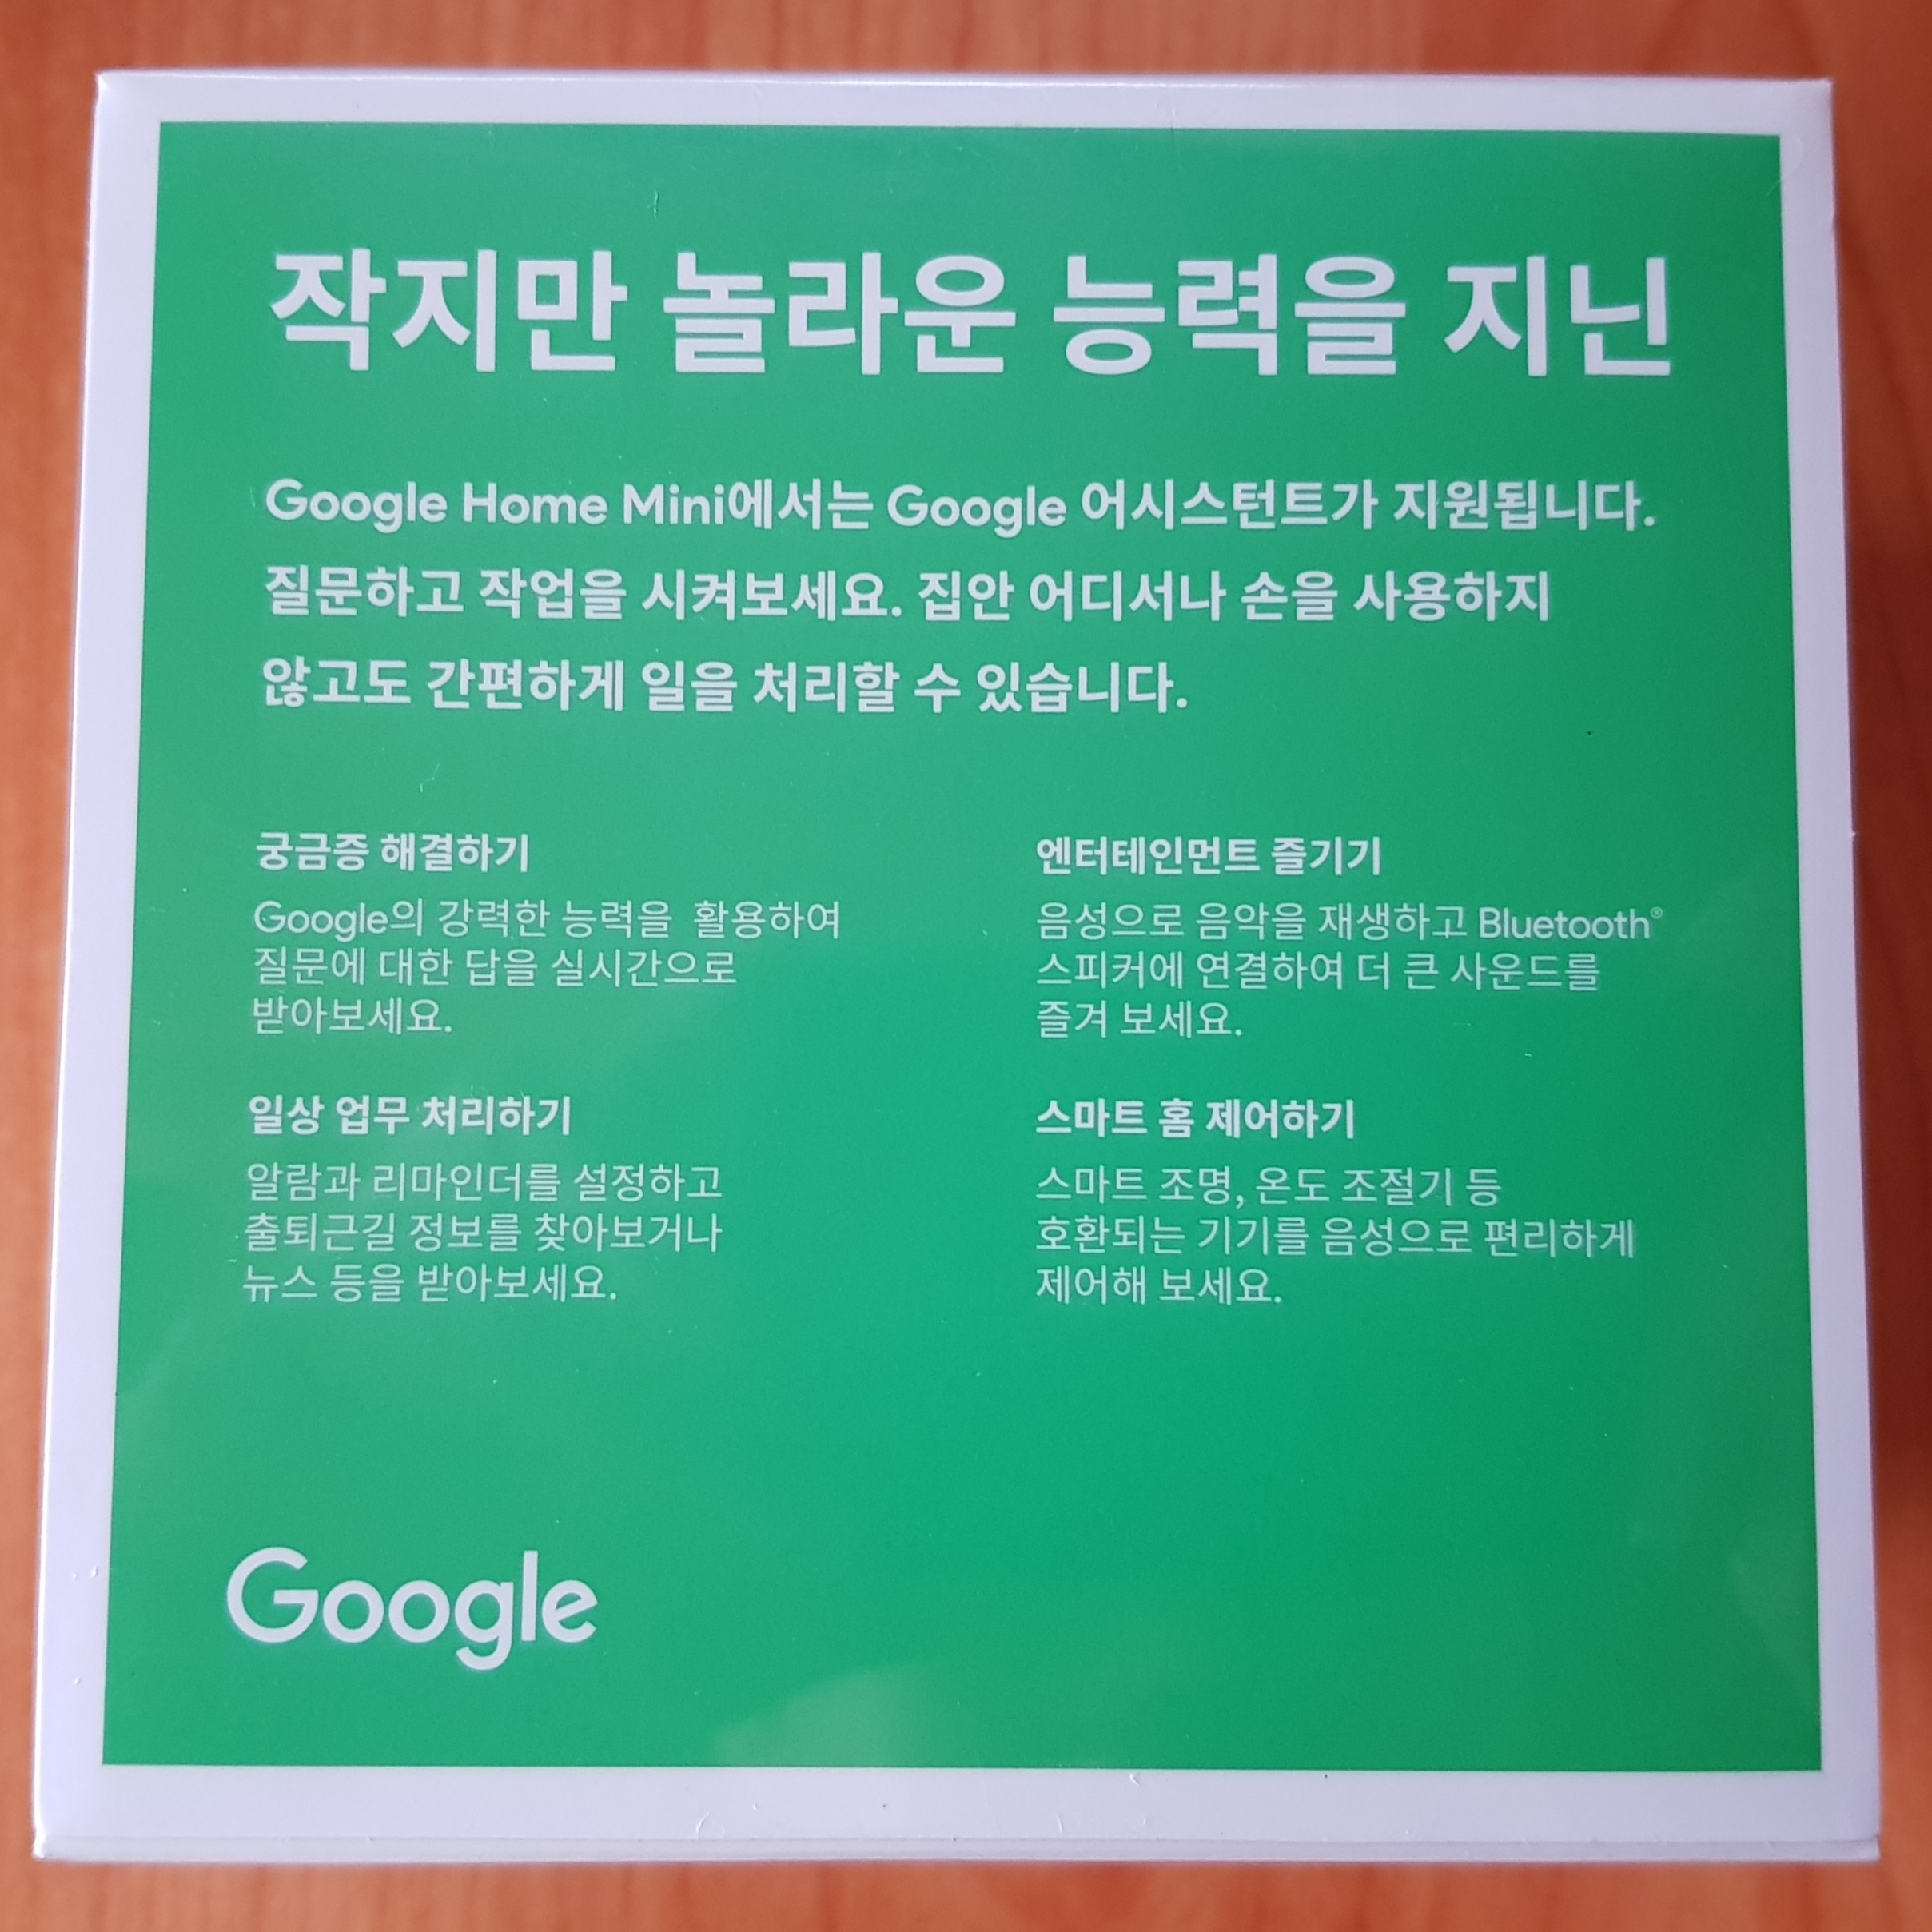 작지만 놀라운 능력을 지닌
Google Home Mini에서는 Google 어시스턴트가 지원됩니다.
질문하고 작업을 시켜보세요. 집안 어디서나 손을 사용하지
않고도 간편하게 일을 처리할 수 있습니다.
궁금증 해결하기
Google의 강력한 능력을 활용하여
질문에 대한 답을 실시간으로
받아보세요.
엔터테인먼트 즐기기
음성으로 음악을 재생하고 Bluetooth®
스피커에 연결하여 더 큰 사운드를
즐겨 보세요.
일상 업무 처리하기
알람과 리마인더를 설정하고
출퇴근길 정보를 찾아보거나
뉴스 등을 받아보세요.
스마트 홈 제어하기
스마트 조명, 온도 조절기 등
호환되는 기기를 음성으로 편리하게
제어해 보세요.
Google